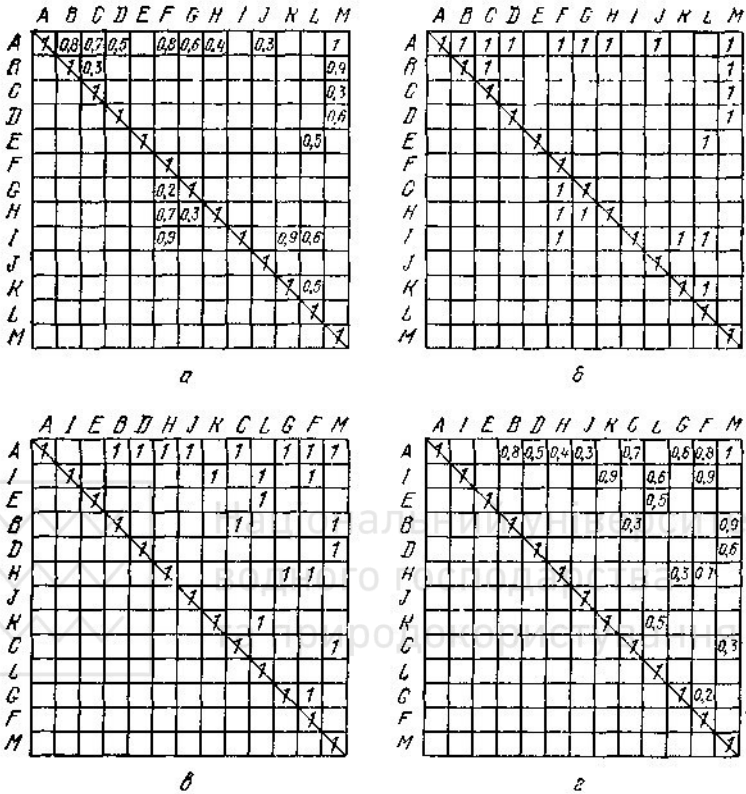 A B C D E F G H I J K L M
A 1 0,8 0,7 0,5 0,8 0,6 0,4 0,3 1
B 1 0,3 0,9
C 1 0,3
D 1 0,6
E 1 0,5
F 1
G 0,2 1
H 0,7 0,3 1
I 0,9 1 0,9 0,6
J 1
K 1 0,5
L 1
M 1
а
A B C D E F G H I J K L M
A 1 1 1 1 1 1 1 1 1
B 1 1 1
C 1 1
D 1 1
E 1 1
F 1
G 1 1
H 1 1 1
I 1 1 1 1
J 1
K 1 1
L 1
M 1
б
A I E B D H J K C L G F M
A 1 1 1 1 1 1 1 1 1
I 1 1 1 1
E 1 1
B 1 1 1
D 1 1
H 1 1 1
J 1
K 1 1
C 1 1
L 1
G 1 1
F 1
M 1
в
A I E B D H J K C L G F M
A 1 0,8 0,5 0,4 0,3 0,7 0,6 0,8 1
I 1 0,9 0,6 0,9
E 1 0,5
B 1 0,3 0,9
D 1 0,6
H 1 0,3 0,7
J 1
K 1 0,5
C 1 0,3
L 1
G 1 0,2
F 1
M 1
г
Національний університе
водного господарства
та природокористування